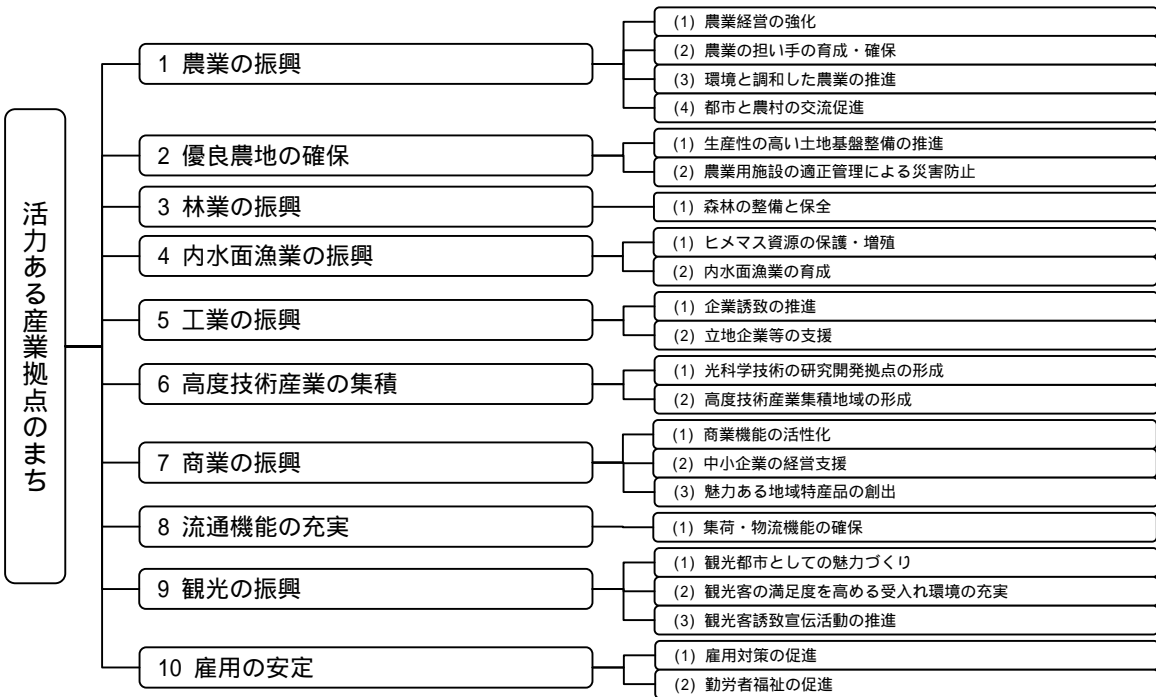 活力ある産業拠点のまち
1 農業の振興
(1) 農業経営の強化
(2) 農業の担い手の育成・確保
(3) 環境と調和した農業の推進
(4) 都市と農村の交流促進
2 優良農地の確保
(1) 生産性の高い土地基盤整備の推進
(2) 農業用施設の適正管理による災害防止
3 林業の振興
(1) 森林の整備と保全
4 内水面漁業の振興
(1) ヒメマス資源の保護・増殖
(2) 内水面漁業の育成
5 工業の振興
(1) 企業誘致の推進
(2) 立地企業等の支援
6 高度技術産業の集積
(1) 光科学技術の研究開発拠点の形成
(2) 高度技術産業集積地域の形成
7 商業の振興
(1) 商業機能の活性化
(2) 中小企業の経営支援
(3) 魅力ある地域特産品の創出
8 流通機能の充実
(1) 集荷・物流機能の確保
9 観光の振興
(1) 観光都市としての魅力づくり
(2) 観光客の満足度を高める受入れ環境の充実
(3) 観光客誘致宣伝活動の推進
10 雇用の安定
(1) 雇用対策の促進
(2) 勤労者福祉の促進